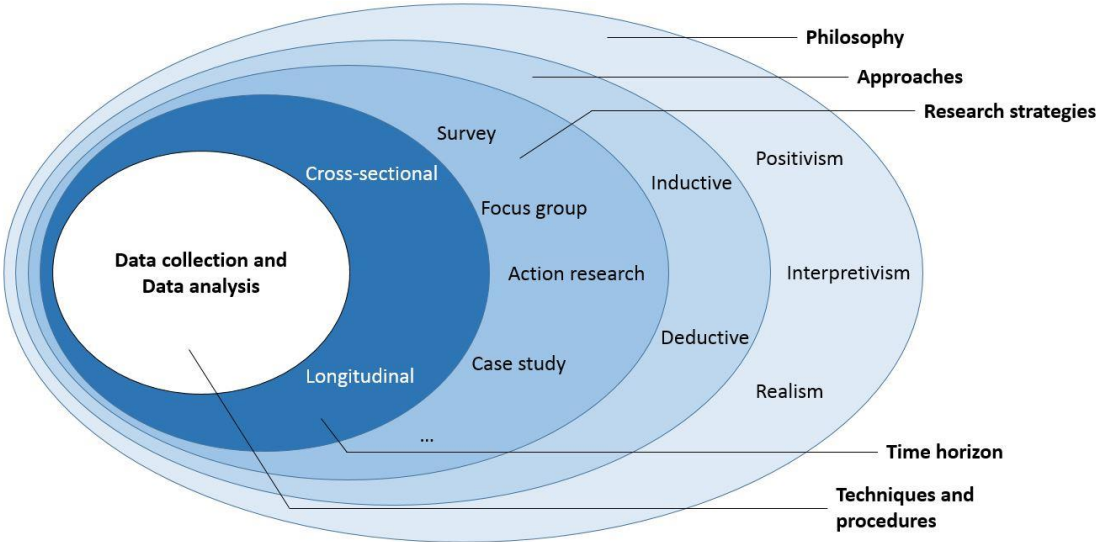 Philosophy
Approaches
Research strategies
Survey
Positivism
Cross-sectional
Inductive
Focus group
Data collection and
Data analysis
Action research
Interpretivism
Deductive
Case study
Longitudinal
Realism
...
Time horizon
Techniques and
procedures